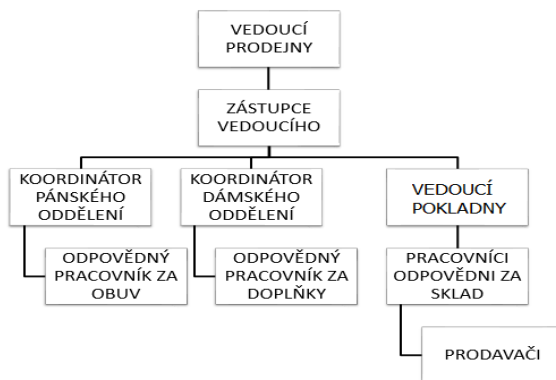 VEDOUCÍ
PRODEJNY
ZÁSTUPCE
VEDOUCÍHO
KOORDINÁTOR
PÁNSKÉHO
ODDĚLENÍ
KOORDINÁTOR
DÁMSKÉHO
ODDĚLENÍ
VEDOUCÍ
POKLADNY
ODPOVĚDNÝ
PRACOVNÍK ZA
OBUV
ODPOVĚDNÝ
PRACOVNÍK ZA
DOPLŇKY
PRACOVNÍCI
ODPOVĚDNI ZA
SKLAD
PRODAVAČI